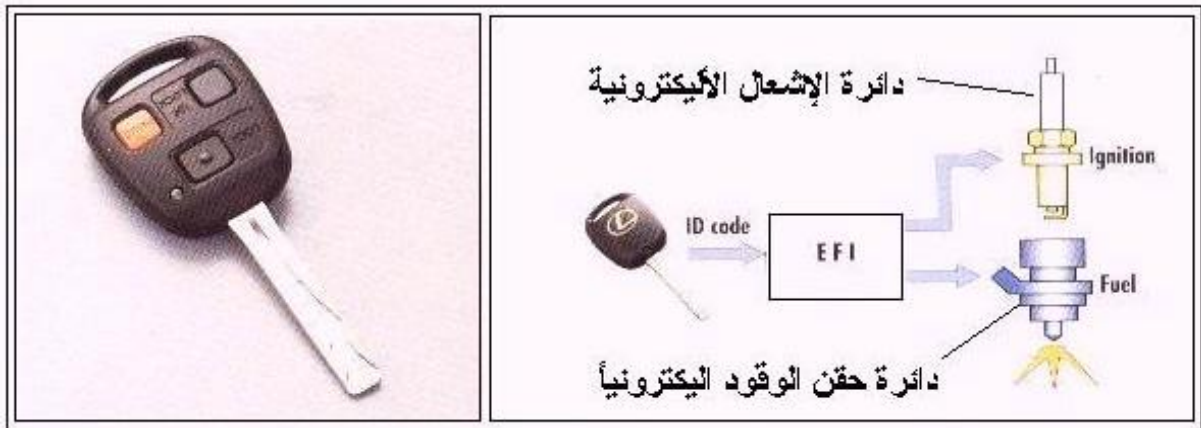 دائرة الإشعال الأليكترونية
Ignition
ID code
EFI
Fuel
دائرة حقن الوقود اليكترونياً